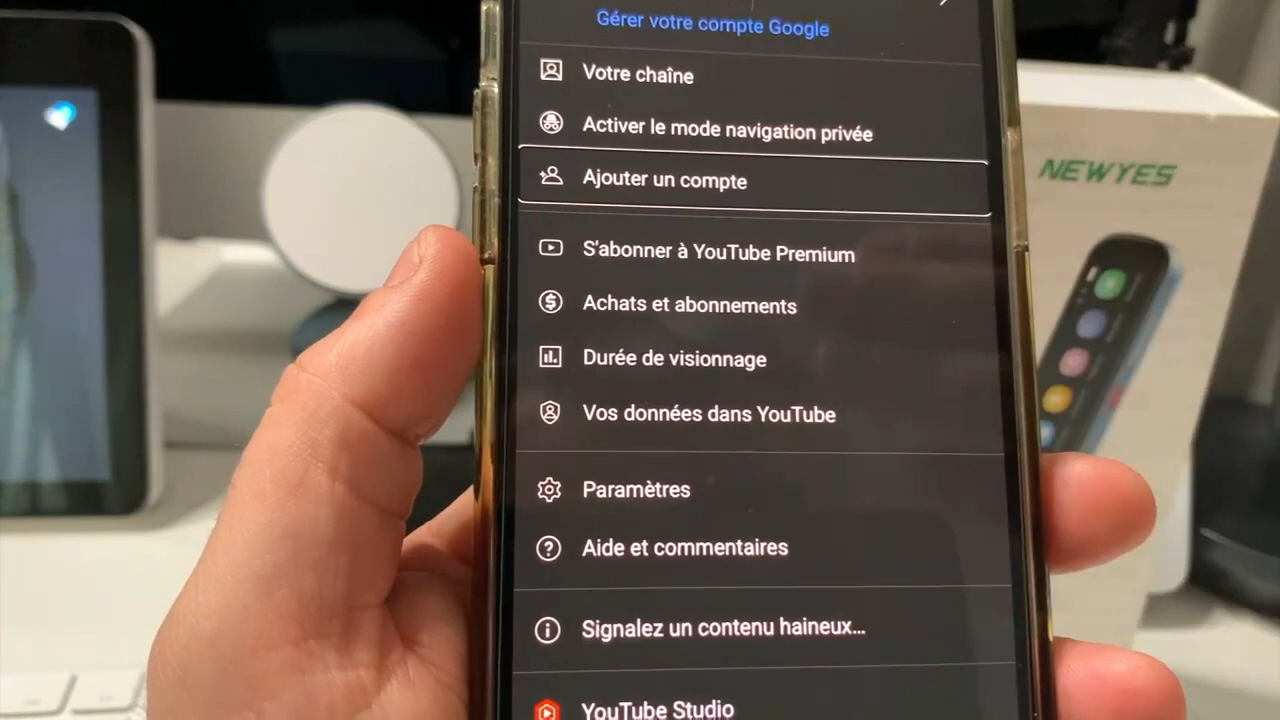 Gérer votre compte Google
Votre chaîne
Activer le mode navigation privée
Ajouter un compte
S'abonner à YouTube Premium
Achats et abonnements
Durée de visionnage
Vos données dans YouTube
Paramètres
Aide et commentaires
Signalez un contenu haineux...
YouTube Studio
NEWYES